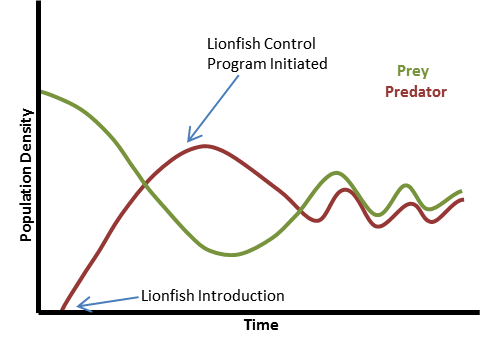 Lionfish Control
Program Initiated
Prey
Predator
Population Density
Lionfish Introduction
Time